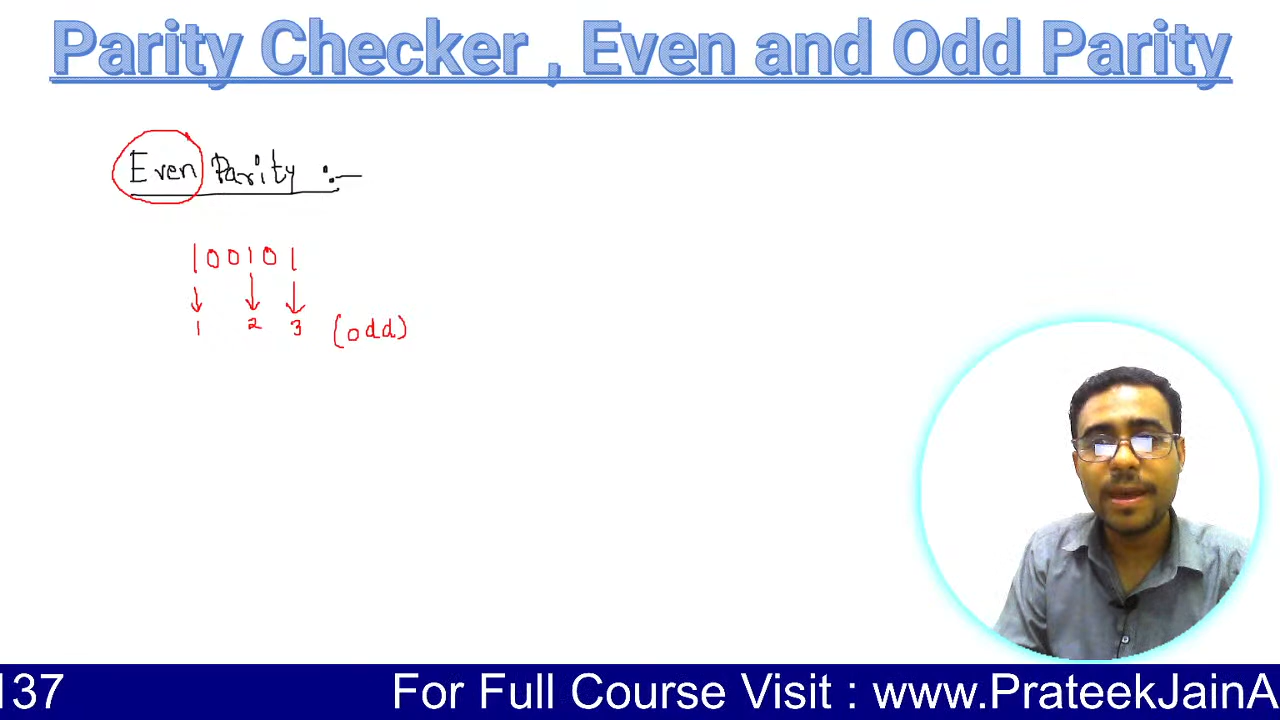 Parity Checker , Even and Odd Parity
Even Parity :-
100101
1 2 3 (odd)
137 For Full Course Visit : www.PrateekJainA